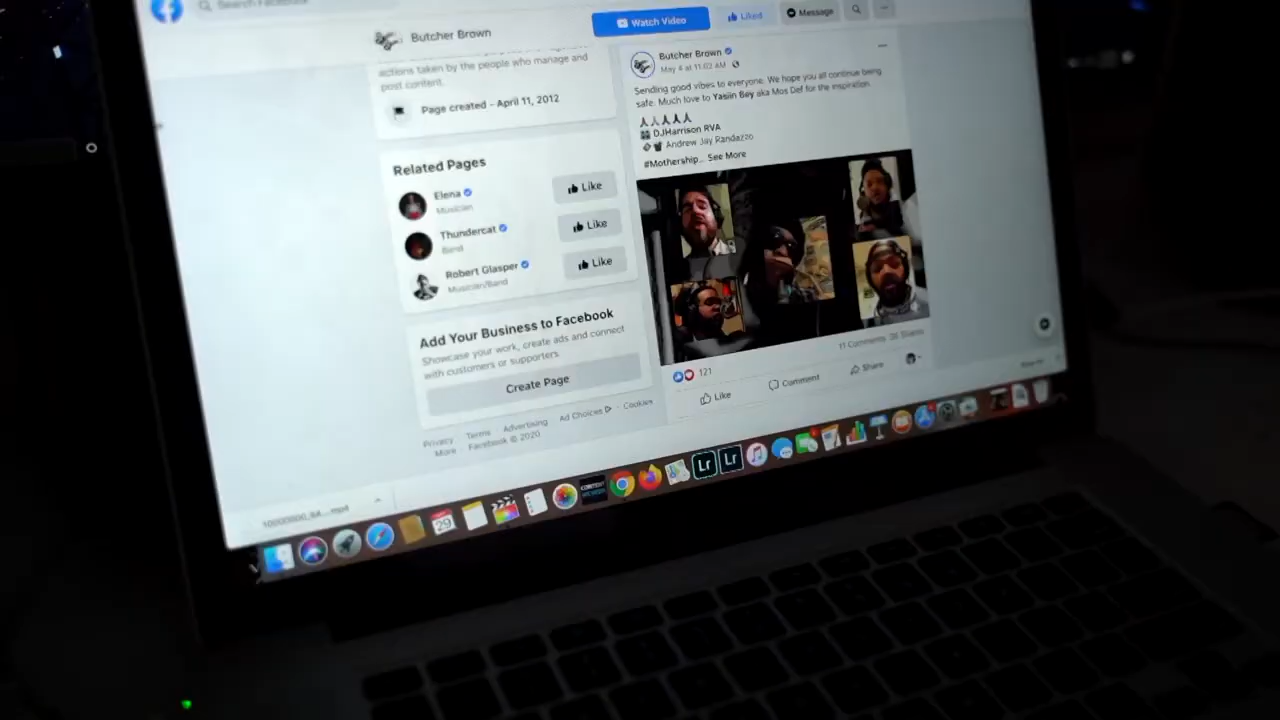 Search Facebook
Butcher Brown
Watch Video
Liked
Message
actions taken by the people who manage and
post content.
Page created - April 11, 2012
Related Pages
Elena
Musician
Like
Thundercat
Band
Like
Robert Glasper
Musician/Band
Like
Add Your Business to Facebook
Showcase your work, create ads and connect
with customers or supporters.
Create Page
Privacy Terms Advertising Ad Choices Cookies
More Facebook © 2020
Butcher Brown
May 4 at 11:02 AM
Sending good vibes to everyone. We hope you all continue being
safe. Much love to Yasiin Bey aka Mos Def for the inspiration.
DJHarrison RVA
Andrew Jay Randazzo
#Mothership... See More
121
11 Comments 36 Shares
Like
Comment
Share
29
Lr
Lr